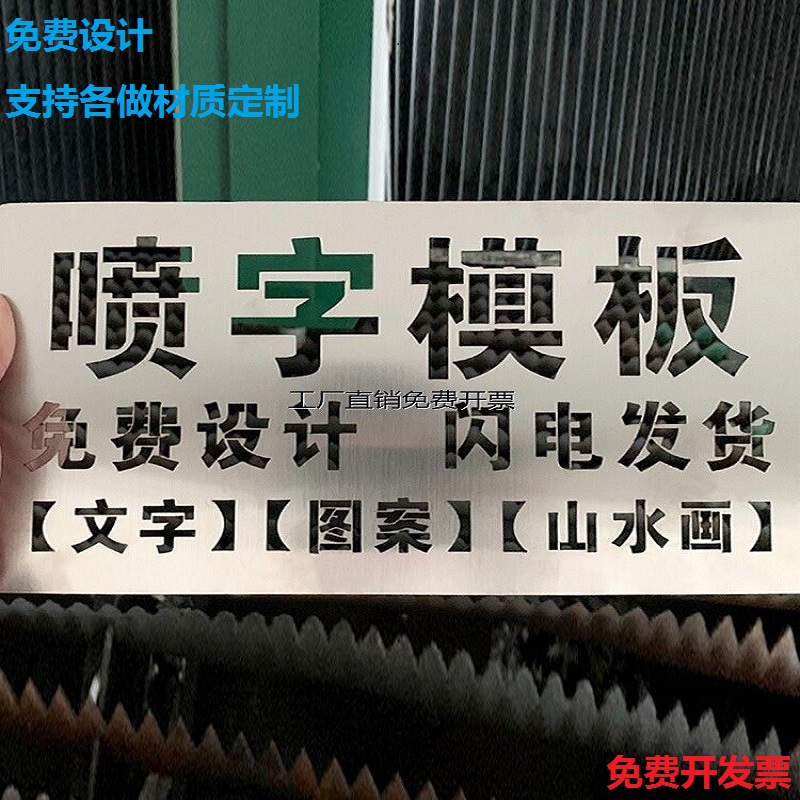 免费设计
支持各做材质定制
喷字模板
工厂直销免费开票
免费设计 闪电发货
【文字】【图案】【山水画】
免费开发票